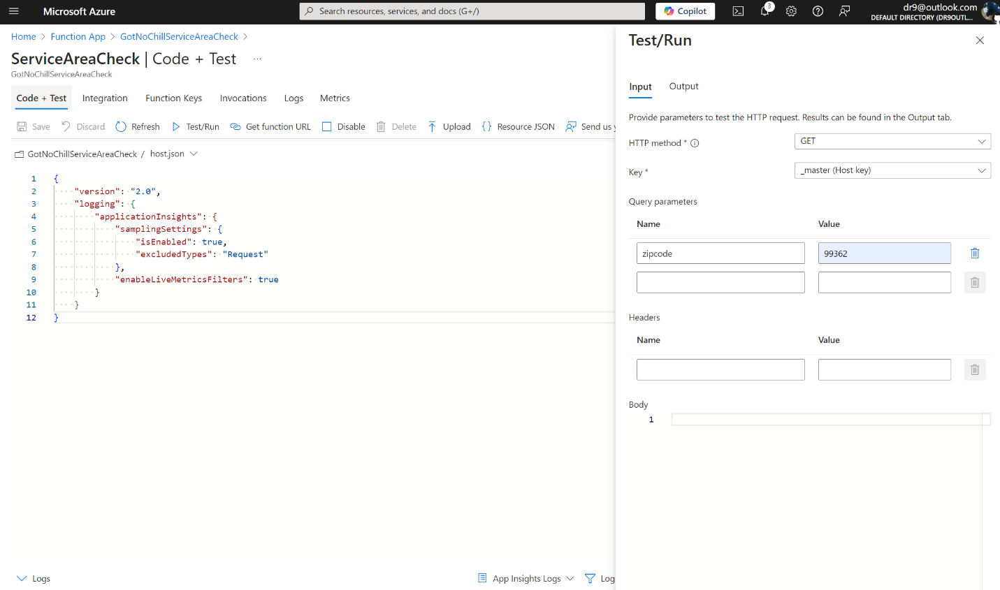 Microsoft Azure
Search resources, services, and docs (G+/)
Copilot
3
dr9@outlook.com
DEFAULT DIRECTORY (DR9OUTL...
Home > Function App > GotNoChillServiceAreaCheck >
ServiceAreaCheck | Code + Test ...
GotNoChillServiceAreaCheck
Code + Test Integration Function Keys Invocations Logs Metrics
Save Discard Refresh Test/Run Get function URL Disable Delete Upload {} Resource JSON Send us y
GotNoChillServiceAreaCheck / host.json
1 {
2 "version": "2.0",
3 "logging": {
4 "applicationInsights": {
5 "samplingSettings": {
6 "isEnabled": true,
7 "excludedTypes": "Request"
8 },
9 "enableLiveMetricsFilters": true
10 }
11 }
12 }
Logs
App Insights Logs
Log
Test/Run
Input Output
Provide parameters to test the HTTP request. Results can be found in the Output tab.
HTTP method * GET
Key * _master (Host key)
Query parameters
Name Value
zipcode 99362
Headers
Name Value
Body
1